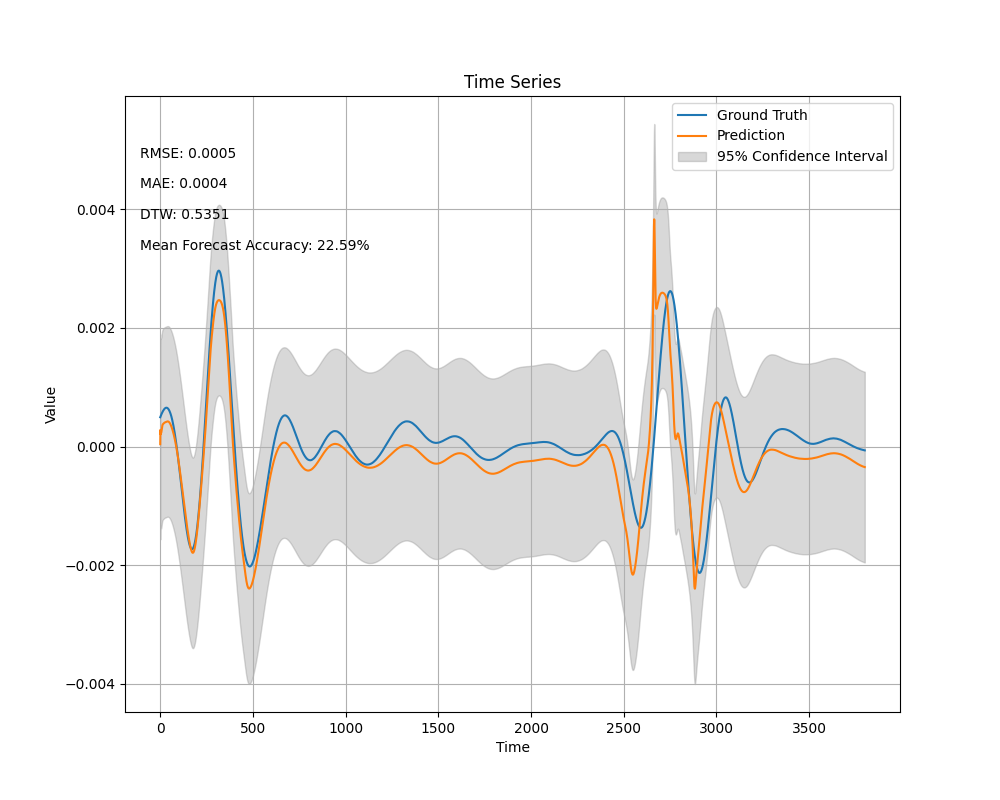 Time Series
Ground Truth
Prediction
95% Confidence Interval
RMSE: 0.0005
MAE: 0.0004
DTW: 0.5351
Mean Forecast Accuracy: 22.59%
Value
0.004
0.002
0.000
−0.002
−0.004
0 500 1000 1500 2000 2500 3000 3500
Time